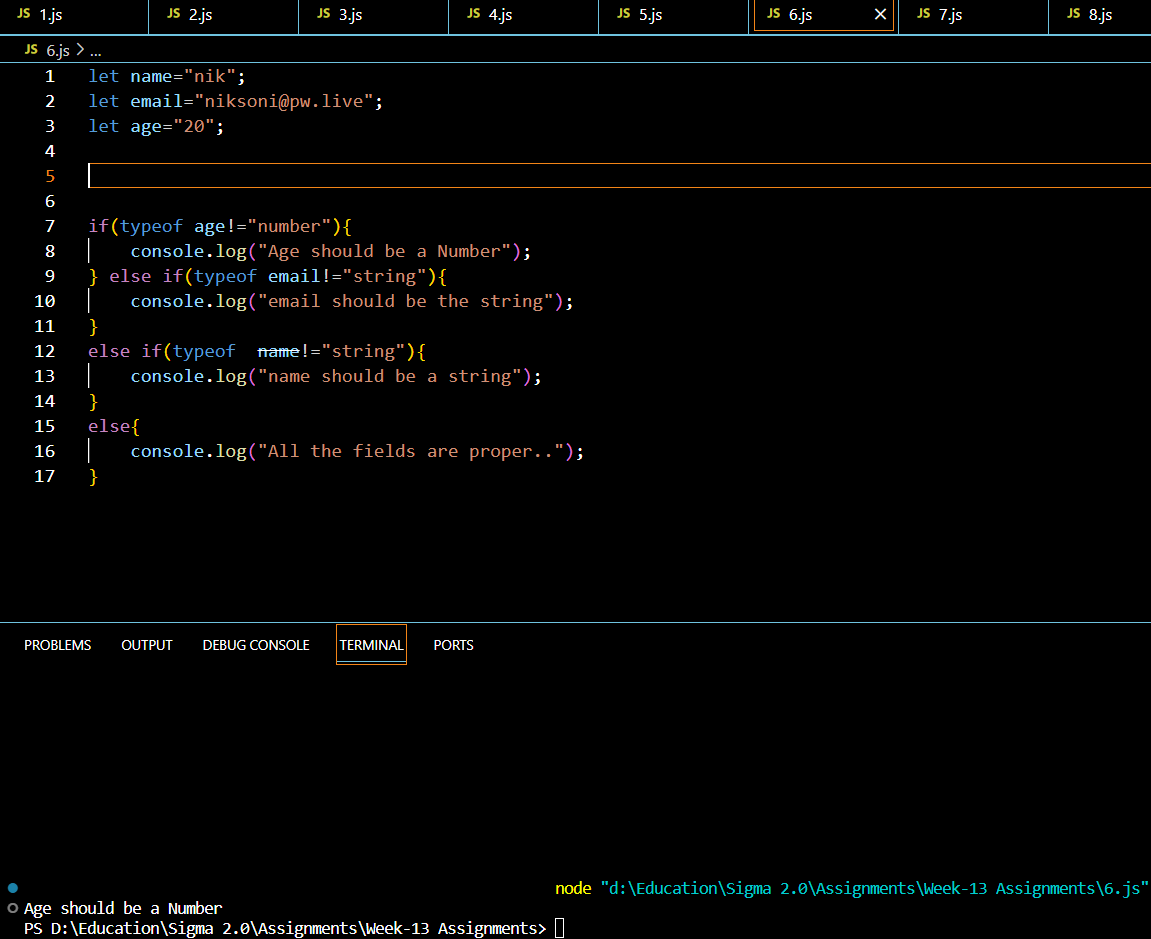 JS 1.js JS 2.js JS 3.js JS 4.js JS 5.js JS 6.js JS 7.js JS 8.js
JS 6.js > ...
1 let name="nik";
2 let email="niksoni@pw.live";
3 let age="20";
4
5
6
7 if(typeof age!="number"){
8     console.log("Age should be a Number");
9 } else if(typeof email!="string"){
10     console.log("email should be the string");
11 }
12 else if(typeof  name!="string"){
13     console.log("name should be a string");
14 }
15 else{
16     console.log("All the fields are proper..");
17 }
PROBLEMS OUTPUT DEBUG CONSOLE TERMINAL PORTS
node "d:\Education\Sigma 2.0\Assignments\Week-13 Assignments\6.js"
Age should be a Number
PS D:\Education\Sigma 2.0\Assignments\Week-13 Assignments>